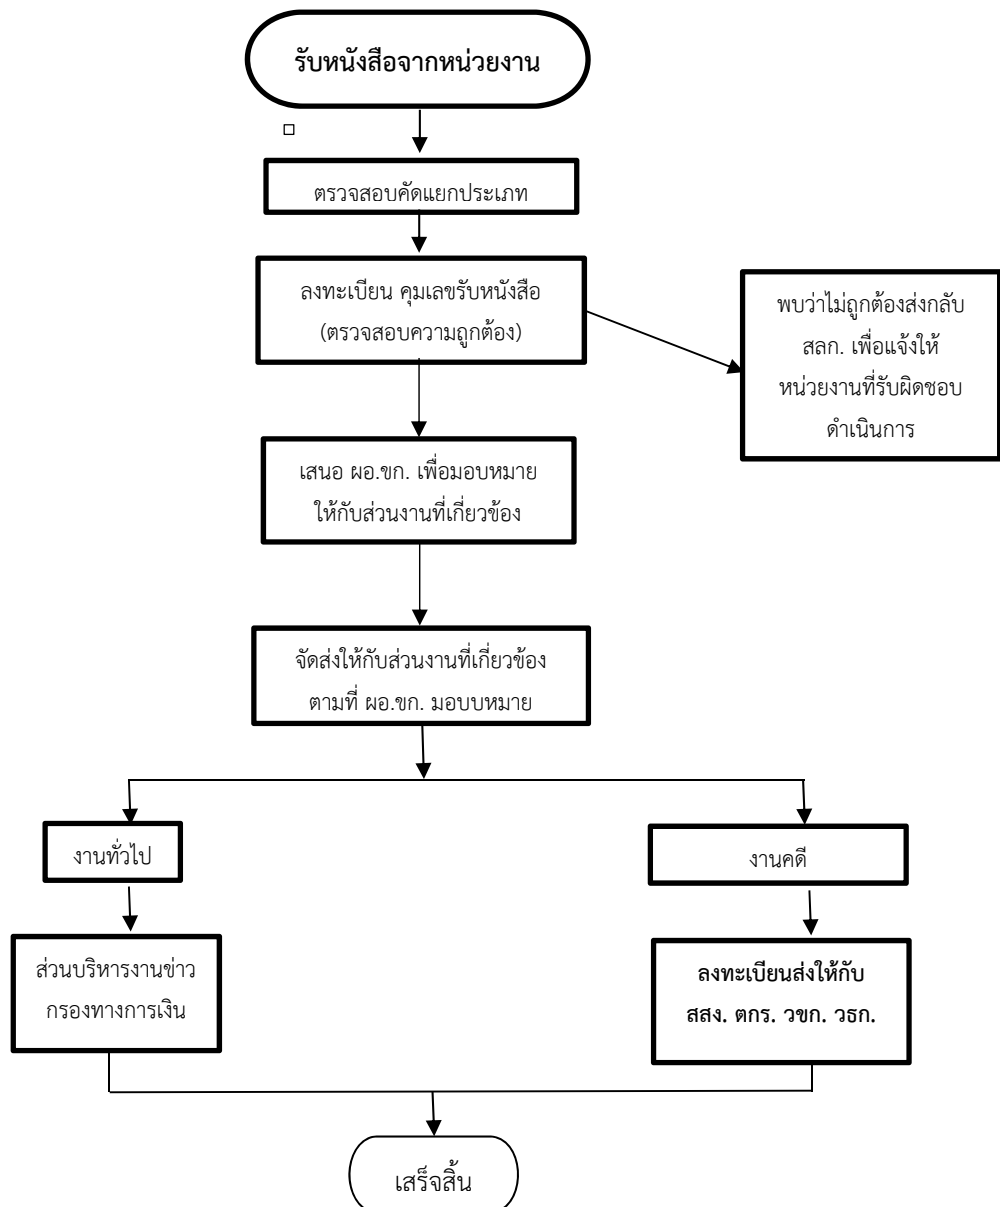 รับหนังสือจากหน่วยงาน
ตรวจสอบคัดแยกประเภท
ลงทะเบียน คุมเลขรับหนังสือ
(ตรวจสอบความถูกต้อง)
พบว่าไม่ถูกต้องส่งกลับ
สลก. เพื่อแจ้งให้
หน่วยงานที่รับผิดชอบ
ดำเนินการ
เสนอ ผอ.ขก. เพื่อมอบหมาย
ให้กับส่วนงานที่เกี่ยวข้อง
จัดส่งให้กับส่วนงานที่เกี่ยวข้อง
ตามที่ ผอ.ขก. มอบบหมาย
งานทั่วไป
งานคดี
ส่วนบริหารงานข่าว
กรองทางการเงิน
ลงทะเบียนส่งให้กับ
สสง. ตกร. วขก. วธก.
เสร็จสิ้น